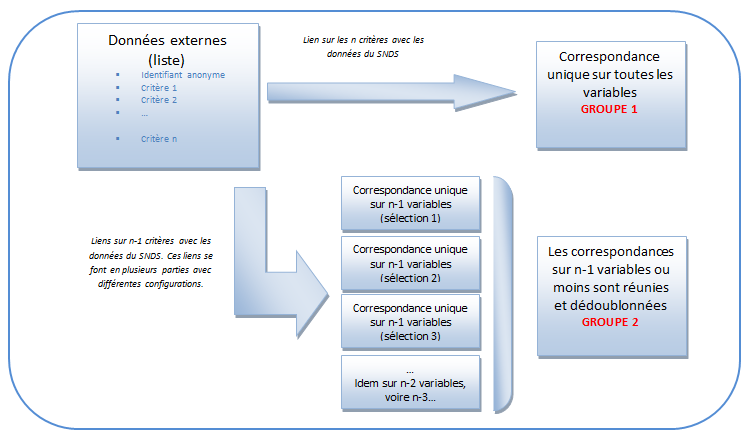 Données externes
(liste)
Identifiant anonyme
Critère 1
Critère 2
...
Critère n
Lien sur les n critères avec les
données du SNDS
Correspondance
unique sur toutes les
variables
GROUPE 1
Liens sur n-1 critères avec les
données du SNDS. Ces liens se
font en plusieurs parties avec
différentes configurations.
Correspondance unique
sur n-1 variables
(sélection 1)
Correspondance unique
sur n-1 variables
(sélection 2)
Correspondance unique
sur n-1 variables
(sélection 3)
...
Idem sur n-2 variables,
voire n-3...
Les correspondances
sur n-1 variables ou
moins sont réunies
et dédoublonnées
GROUPE 2